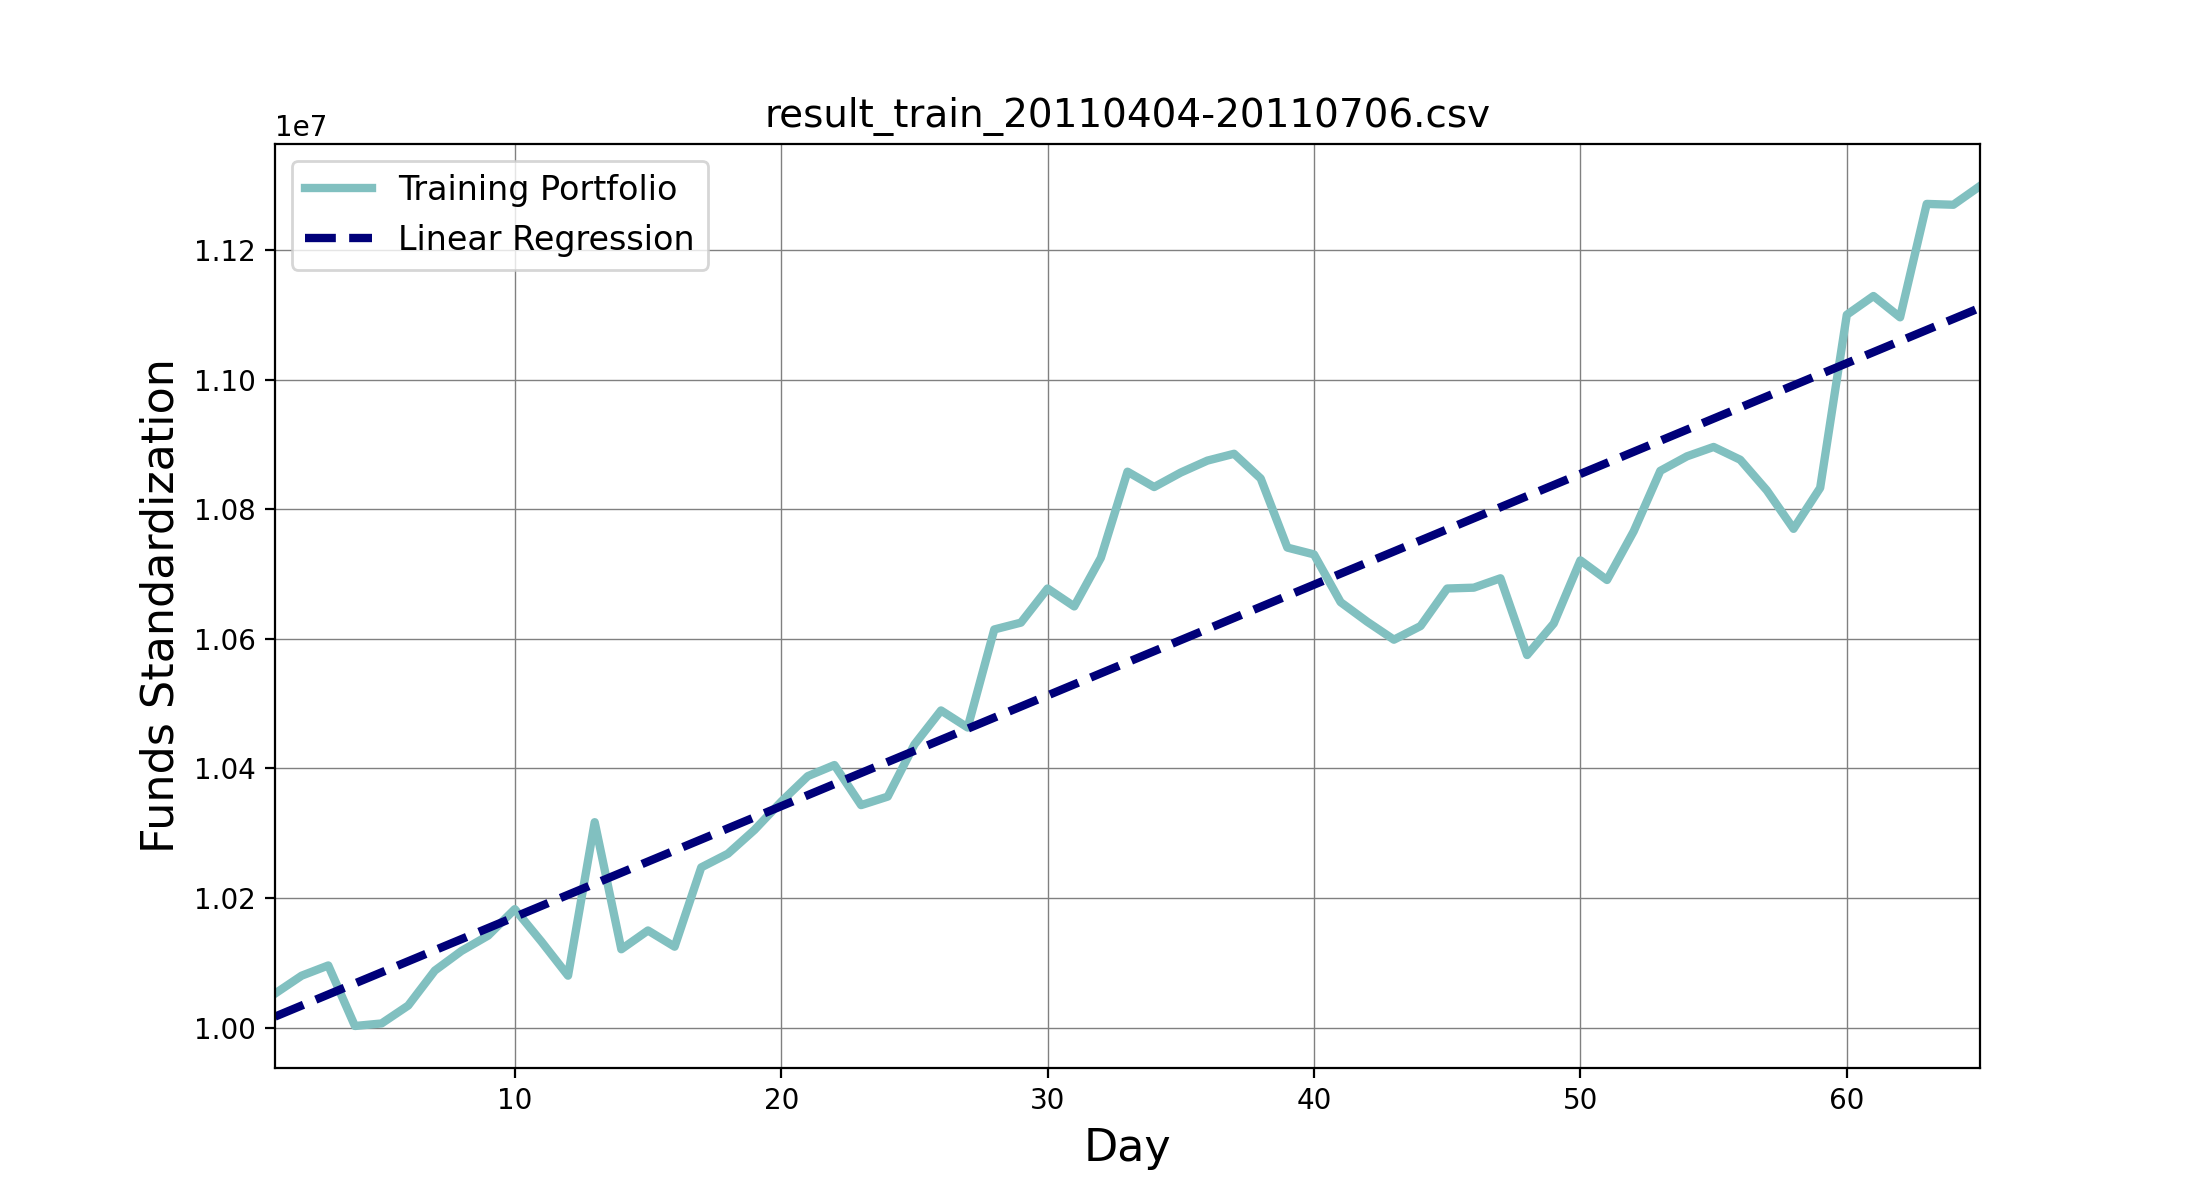 result_train_20110404-20110706.csv
1e7
Training Portfolio
Linear Regression
1.12
1.10
1.08
1.06
1.04
1.02
1.00
Funds Standardization
10 20 30 40 50 60
Day